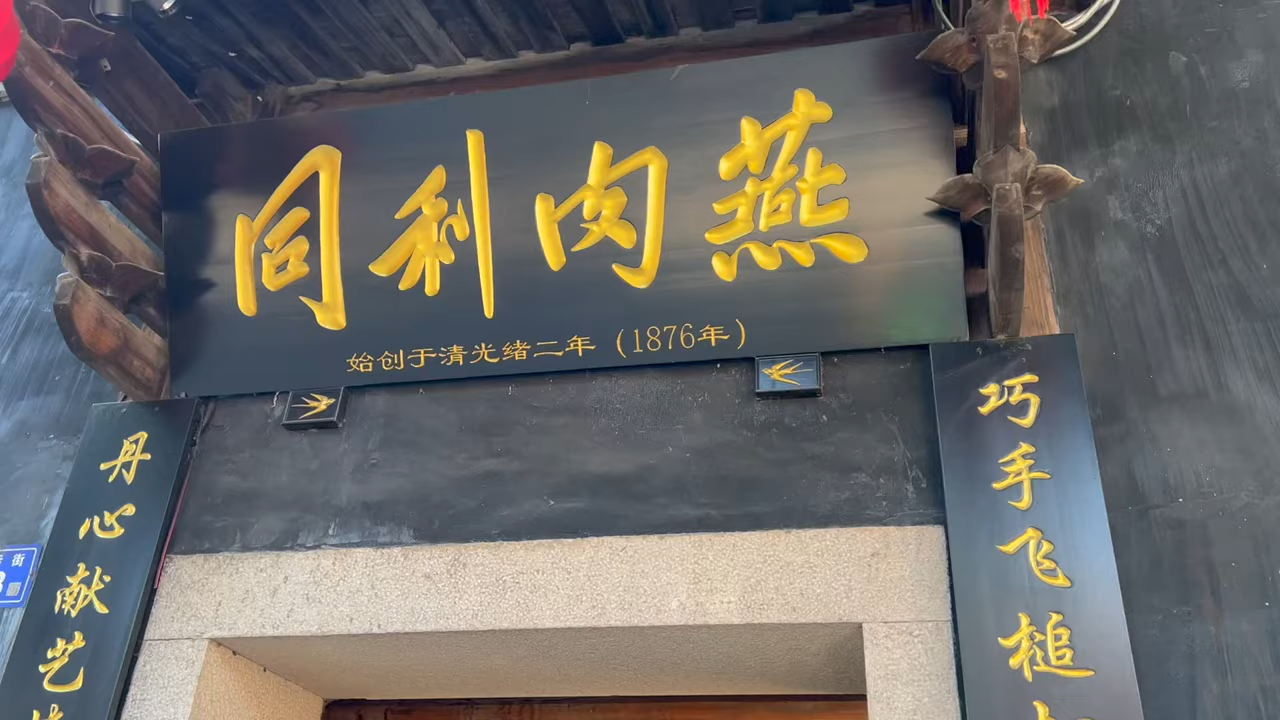 同利肉燕
始创于清光绪二年（1876年）
巧手飞槌
丹心献艺
街